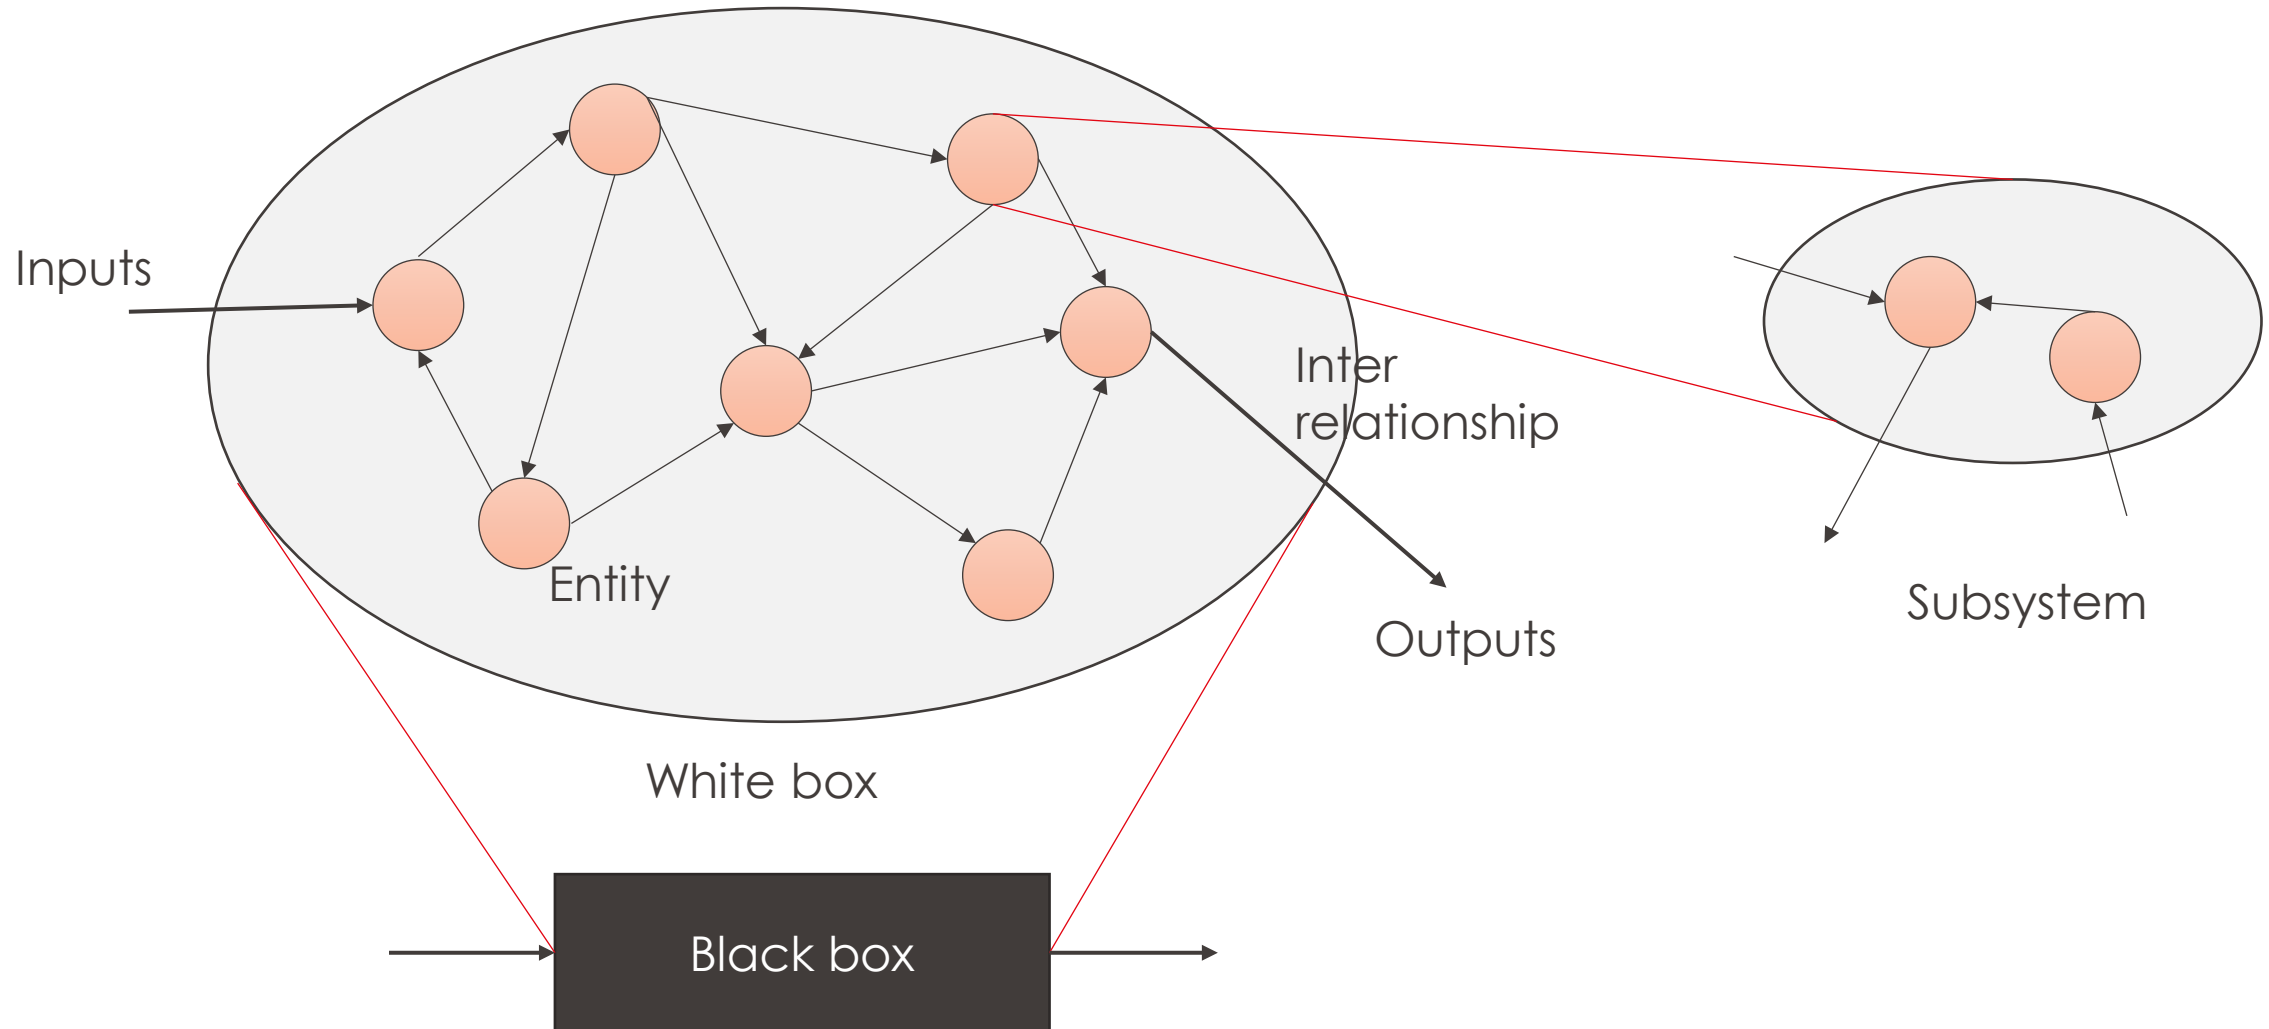 Inputs
Inter
relationship
Entity
Subsystem
Outputs
White box
Black box